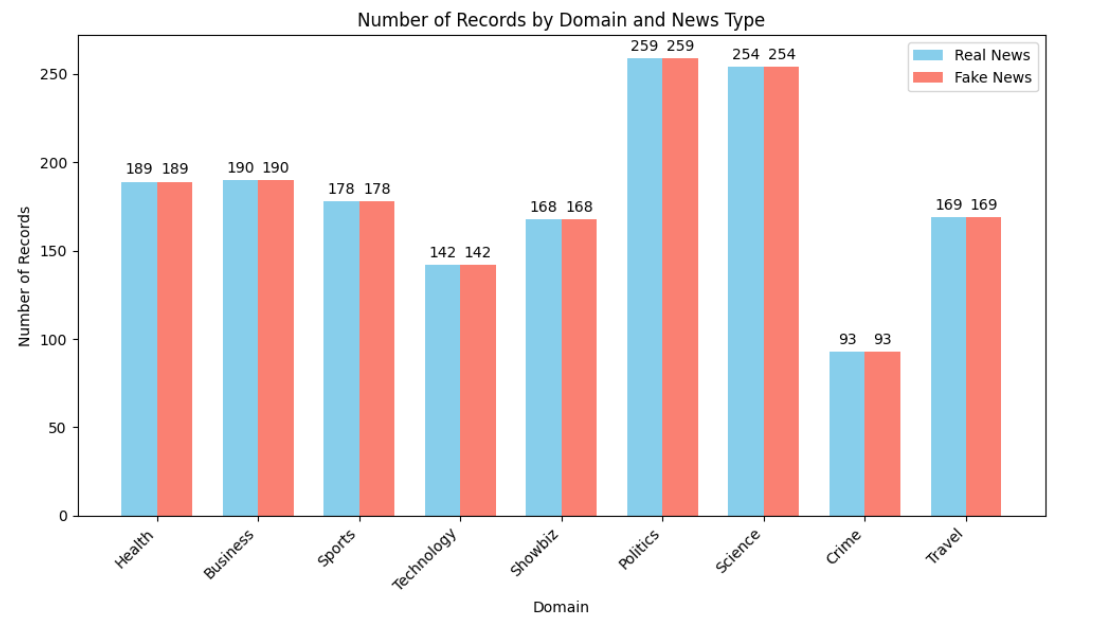 Number of Records by Domain and News Type
Real News
Fake News
Number of Records
250
200
150
100
50
0
189 189
190 190
178 178
142 142
168 168
259 259
254 254
93 93
169 169
Health
Business
Sports
Technology
Showbiz
Politics
Science
Crime
Travel
Domain